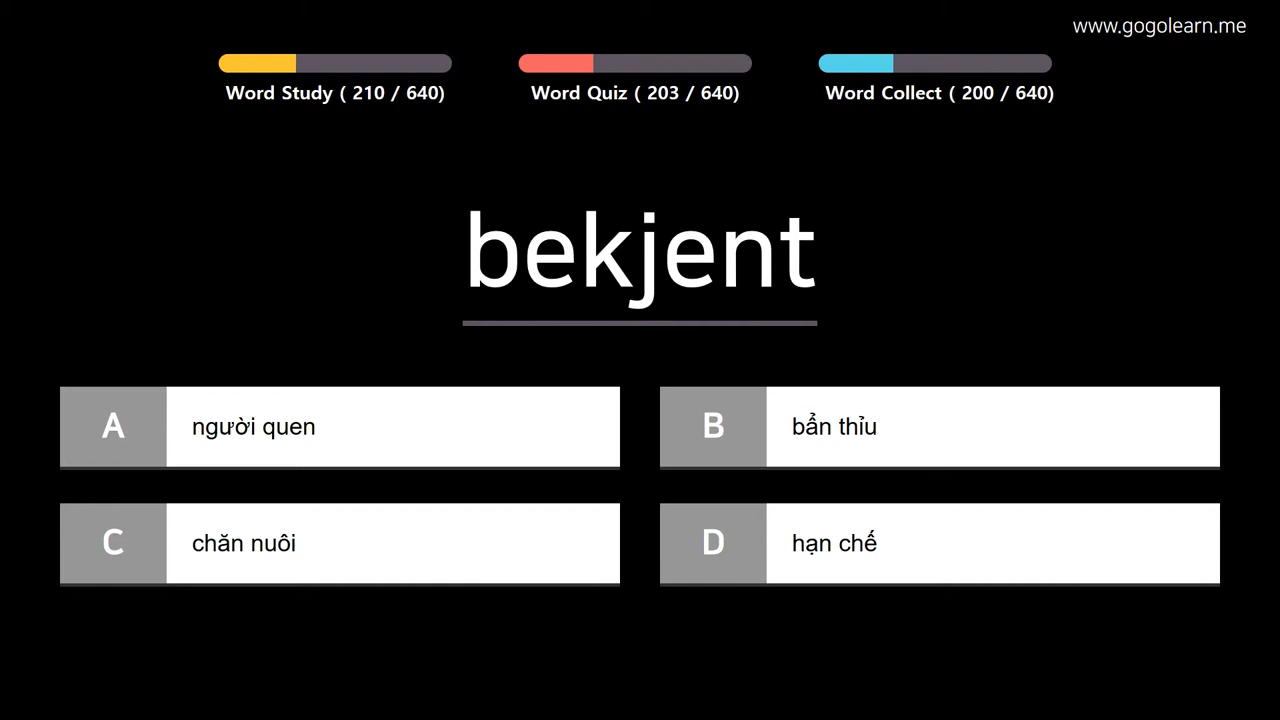 www.gogolearn.me
Word Study ( 210 / 640)
Word Quiz ( 203 / 640)
Word Collect ( 200 / 640)
bekjent
A
người quen
B
bẩn thỉu
C
chăn nuôi
D
hạn chế